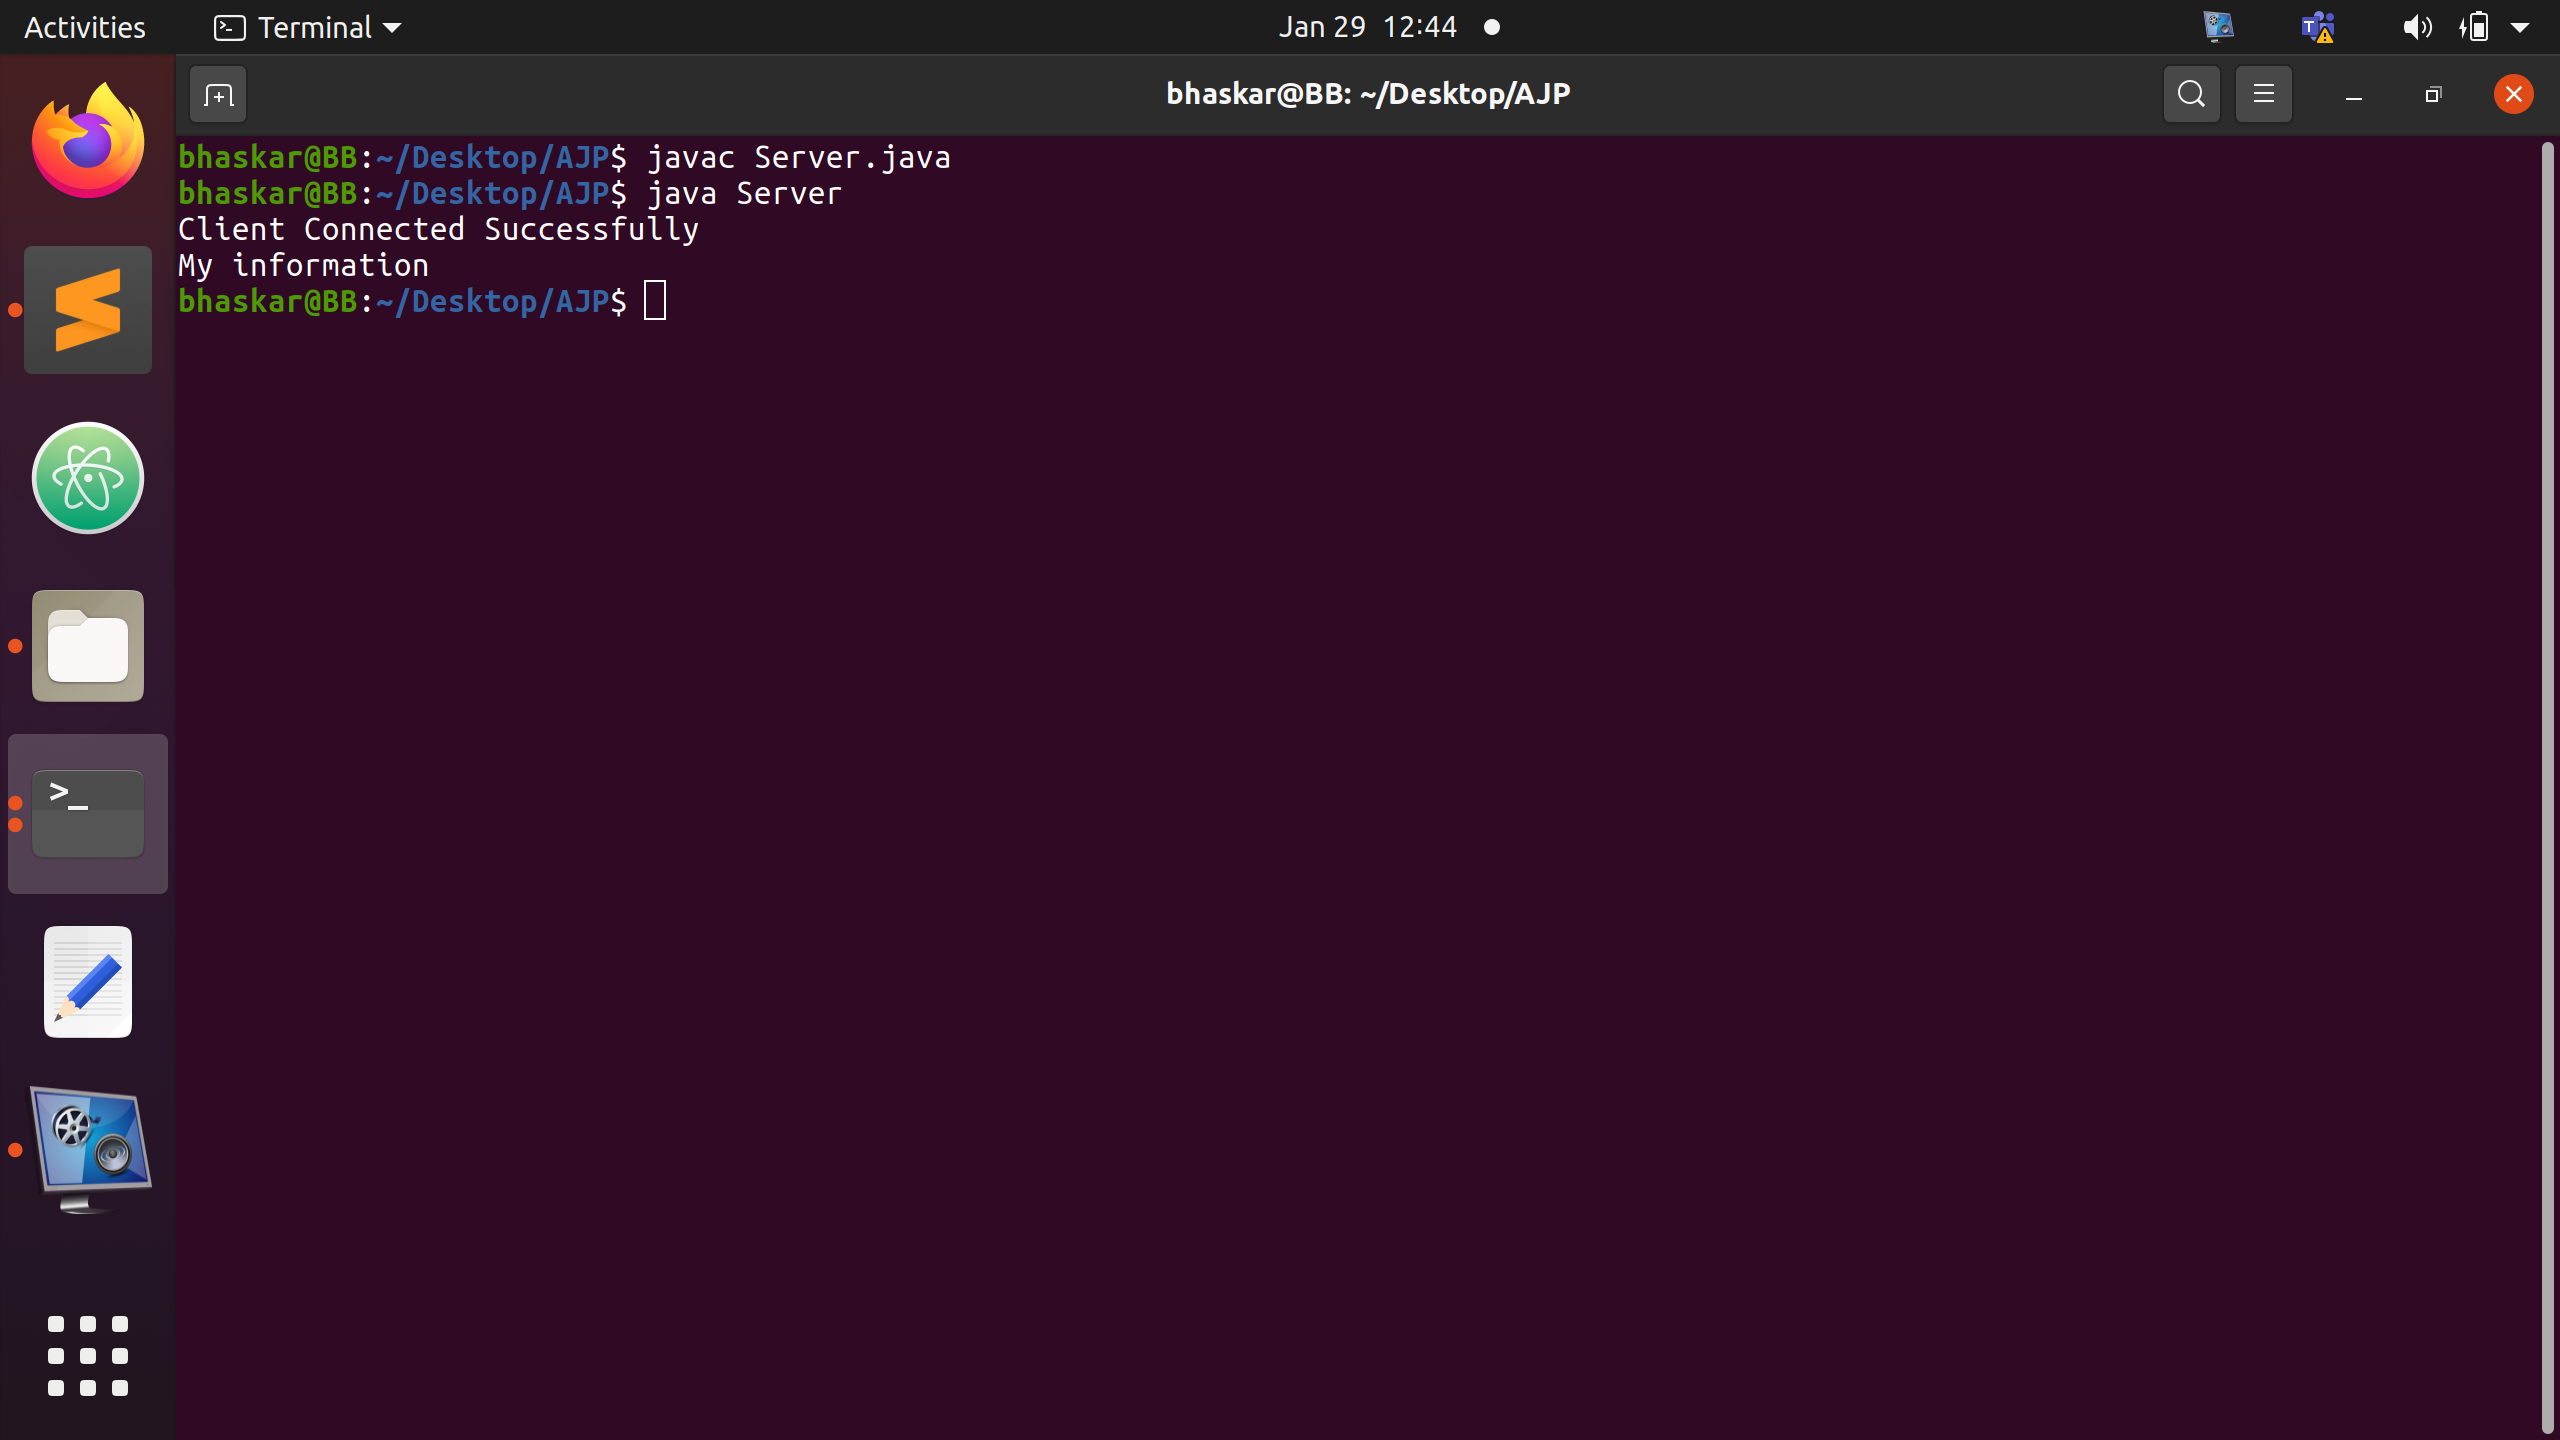 Activities Terminal Jan 29 12:44
bhaskar@BB: ~/Desktop/AJP
bhaskar@BB:~/Desktop/AJP$ javac Server.java
bhaskar@BB:~/Desktop/AJP$ java Server
Client Connected Successfully
My information
bhaskar@BB:~/Desktop/AJP$